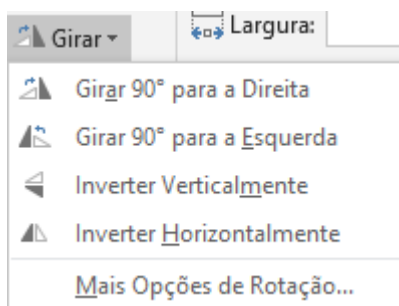 Girar
Largura:
Girar 90° para a Direita
Girar 90° para a Esquerda
Inverter Verticalmente
Inverter Horizontalmente
Mais Opções de Rotação...